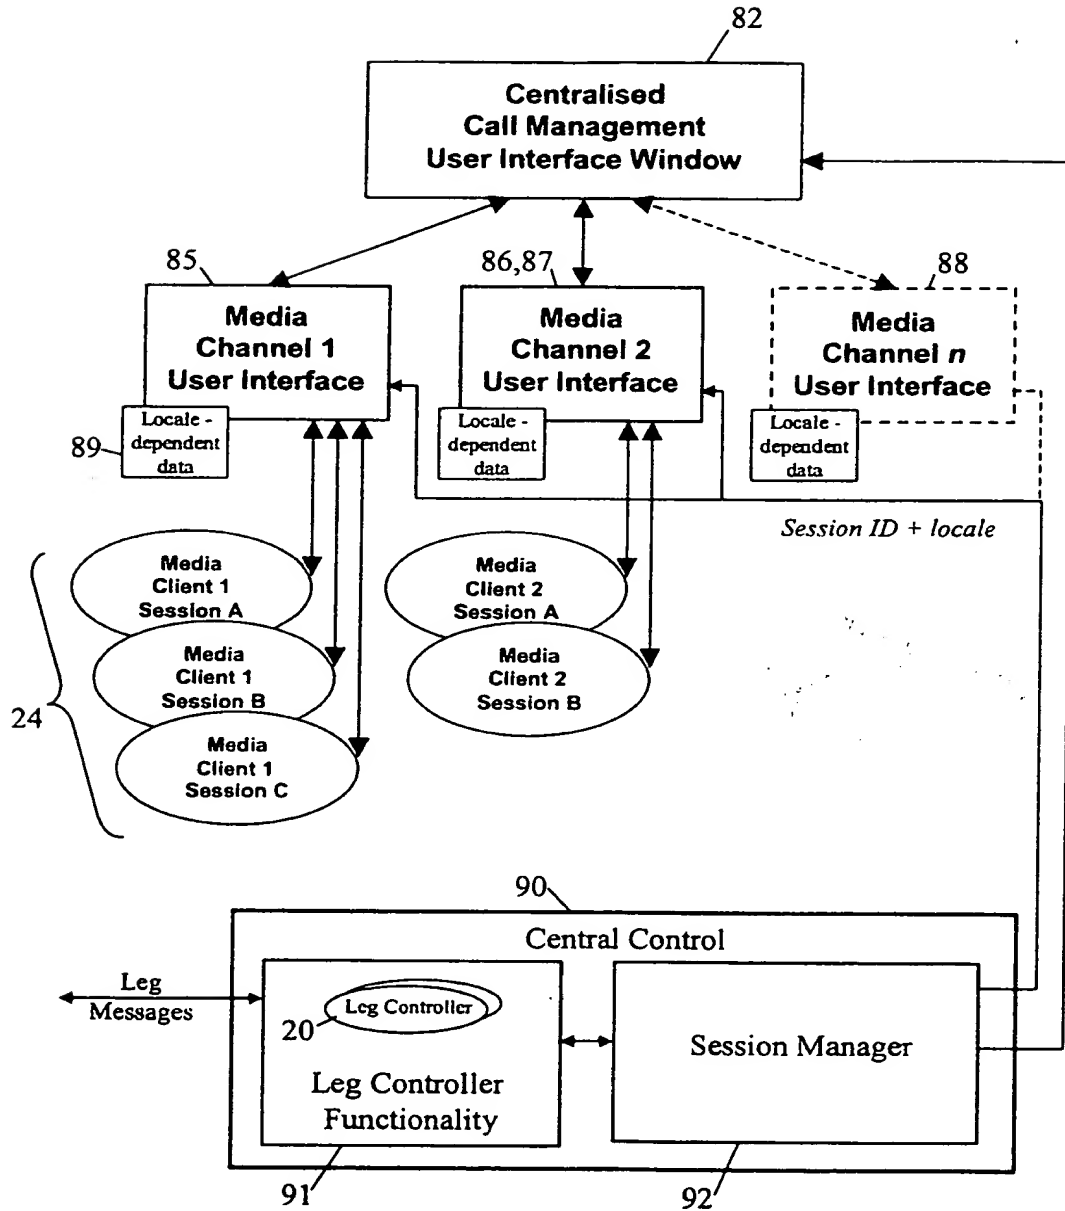 82
Centralised
Call Management
User Interface Window
85
86,87
88
Media
Channel 1
User Interface
Media
Channel 2
User Interface
Media
Channel n
User Interface
89
Locale -
dependent
data
Locale -
dependent
data
Locale -
dependent
data
Session ID + locale
24
Media
Client 1
Session A
Media
Client 1
Session B
Media
Client 1
Session C
Media
Client 2
Session A
Media
Client 2
Session B
90
Central Control
Leg
Messages
Leg Controller
20
Leg Controller
Functionality
Session Manager
91
92